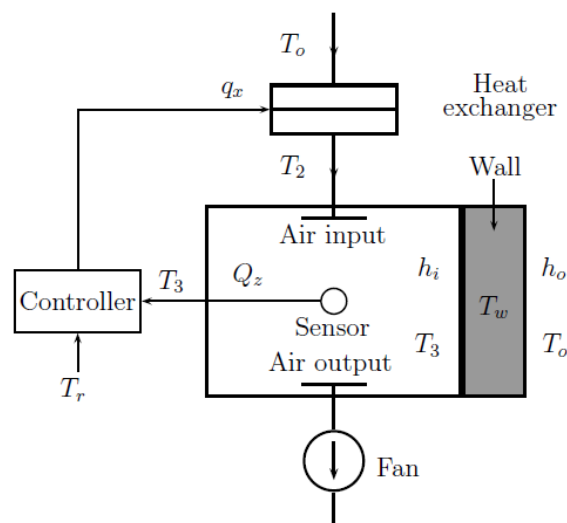 T_o
q_x
Heat
exchanger
T_2
Wall
Air input
h_i
h_o
T_3
Q_z
Controller
Sensor
T_w
T_3
T_o
Air output
T_r
Fan